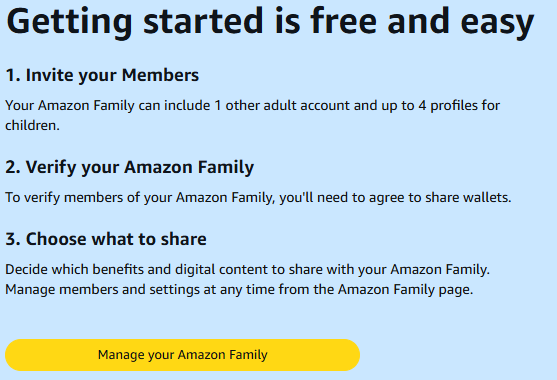 Getting started is free and easy
1. Invite your Members
Your Amazon Family can include 1 other adult account and up to 4 profiles for
children.
2. Verify your Amazon Family
To verify members of your Amazon Family, you'll need to agree to share wallets.
3. Choose what to share
Decide which benefits and digital content to share with your Amazon Family.
Manage members and settings at any time from the Amazon Family page.
Manage your Amazon Family